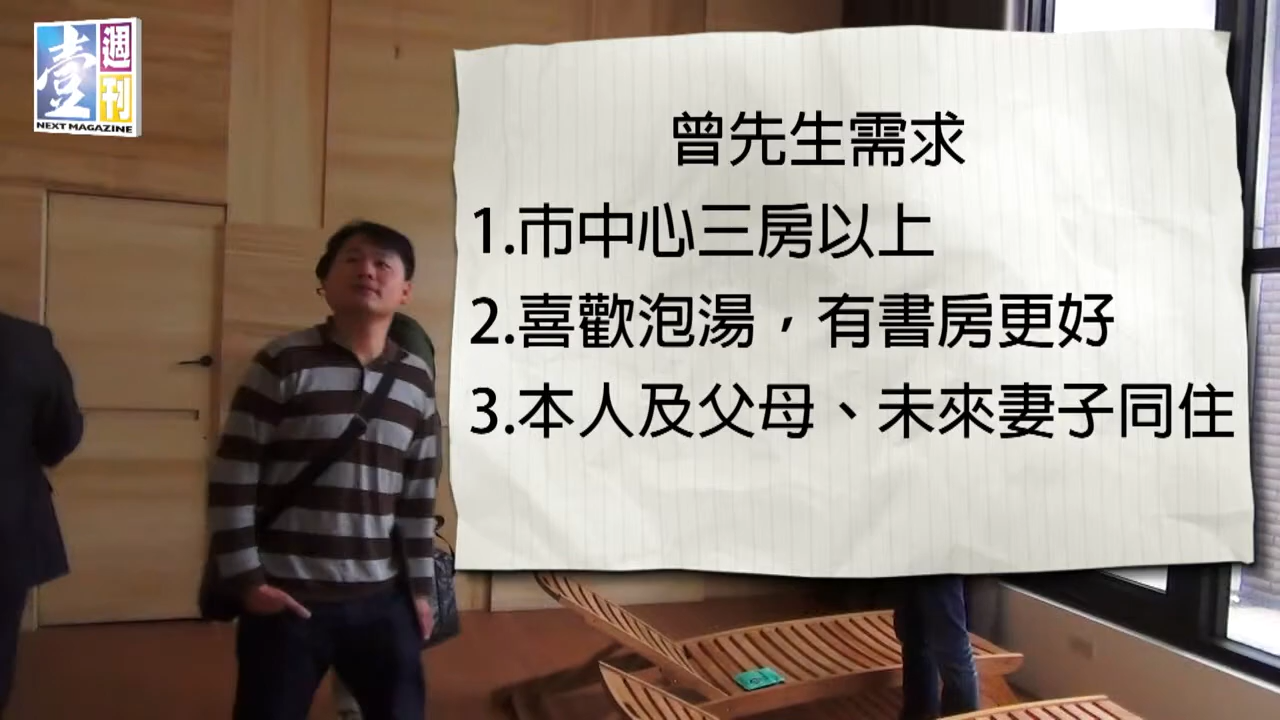 壹週刊
NEXT MAGAZINE
曾先生需求
1.市中心三房以上
2.喜歡泡湯，有書房更好
3.本人及父母、未來妻子同住